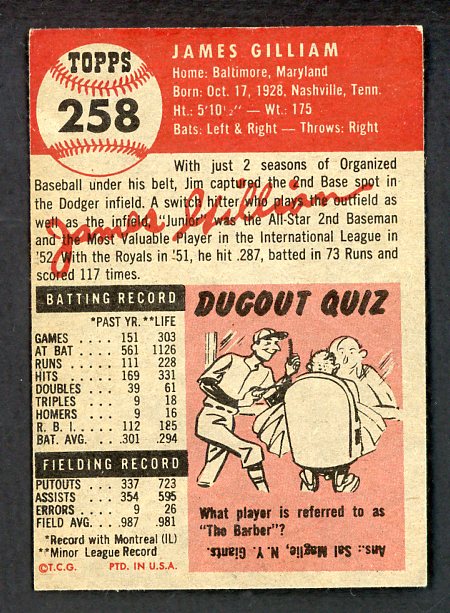 TOPPS
258
JAMES GILLIAM
Home: Baltimore, Maryland
Born: Oct. 17, 1928, Nashville, Tenn.
Ht.: 5'10½" — Wt.: 175
Bats: Left & Right — Throws: Right
With just 2 seasons of Organized
Baseball under his belt, Jim captured the 2nd Base spot in
the Dodger infield. A switch hitter who plays the outfield as
well as the infield, "Junior" was the All-Star 2nd Baseman
and the Most Valuable Player in the International League in
'52. With the Royals in '51, he hit .287, batted in 73 Runs and
scored 117 times.
James Gilliam
BATTING RECORD
*PAST YR. **LIFE
GAMES 151 303
AT BAT 561 1126
RUNS 111 228
HITS 169 331
DOUBLES 39 61
TRIPLES 9 18
HOMERS 9 16
R. B. I. 112 185
BAT. AVG. .301 .294
FIELDING RECORD
PUTOUTS 337 723
ASSISTS 354 595
ERRORS 9 26
FIELD AVG. .987 .981
*Record with Montreal (IL)
**Minor League Record
©T.C.G. PTD. IN U.S.A.
DUGOUT QUIZ
What player is referred to as
"The Barber"?
Ans.: Sal Maglie, N. Y. Giants.